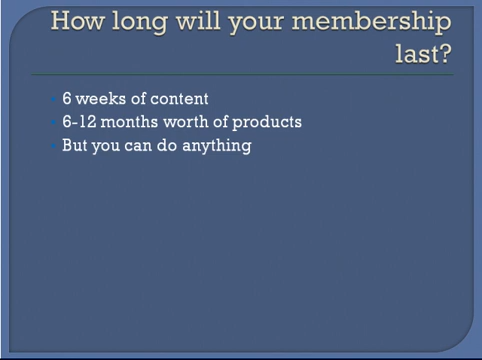 How long will your membership
last?
6 weeks of content
6-12 months worth of products
But you can do anything